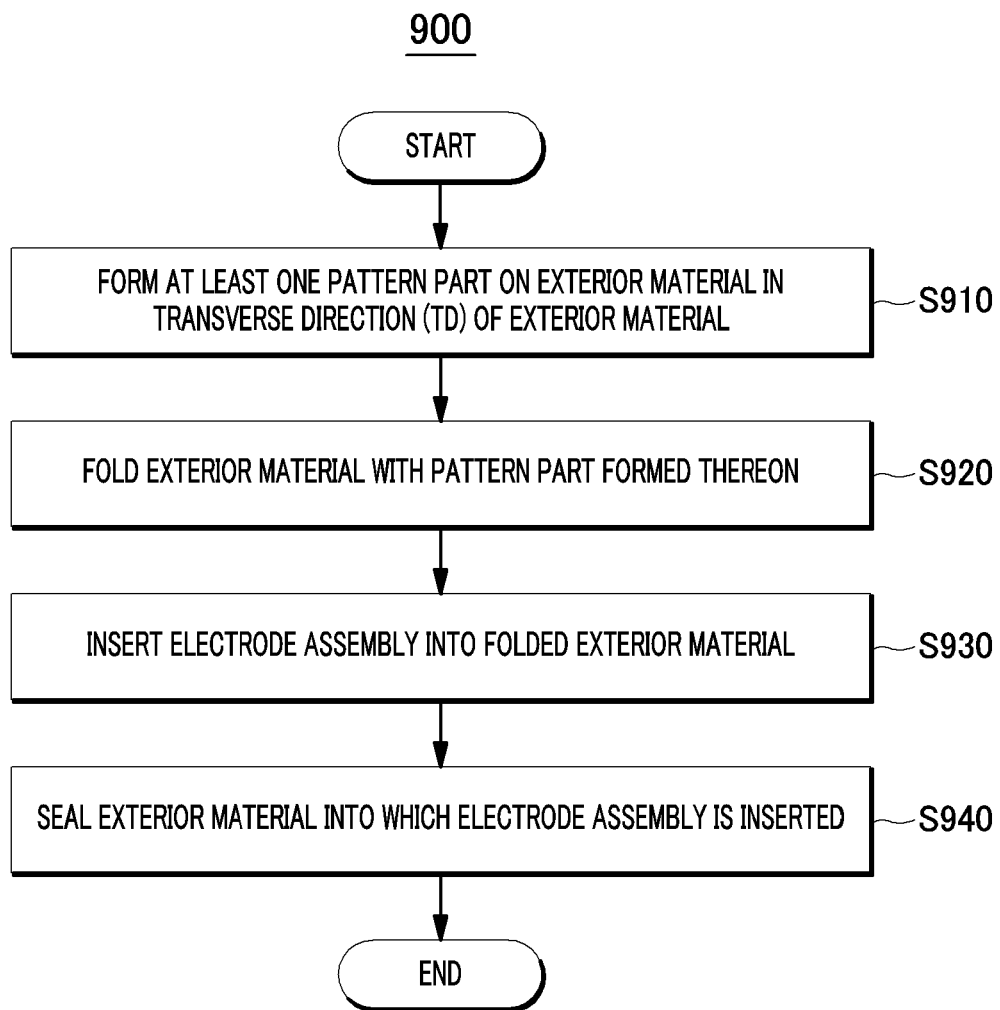 900
START
FORM AT LEAST ONE PATTERN PART ON EXTERIOR MATERIAL IN
TRANSVERSE DIRECTION (TD) OF EXTERIOR MATERIAL
S910
FOLD EXTERIOR MATERIAL WITH PATTERN PART FORMED THEREON
S920
INSERT ELECTRODE ASSEMBLY INTO FOLDED EXTERIOR MATERIAL
S930
SEAL EXTERIOR MATERIAL INTO WHICH ELECTRODE ASSEMBLY IS INSERTED
S940
END